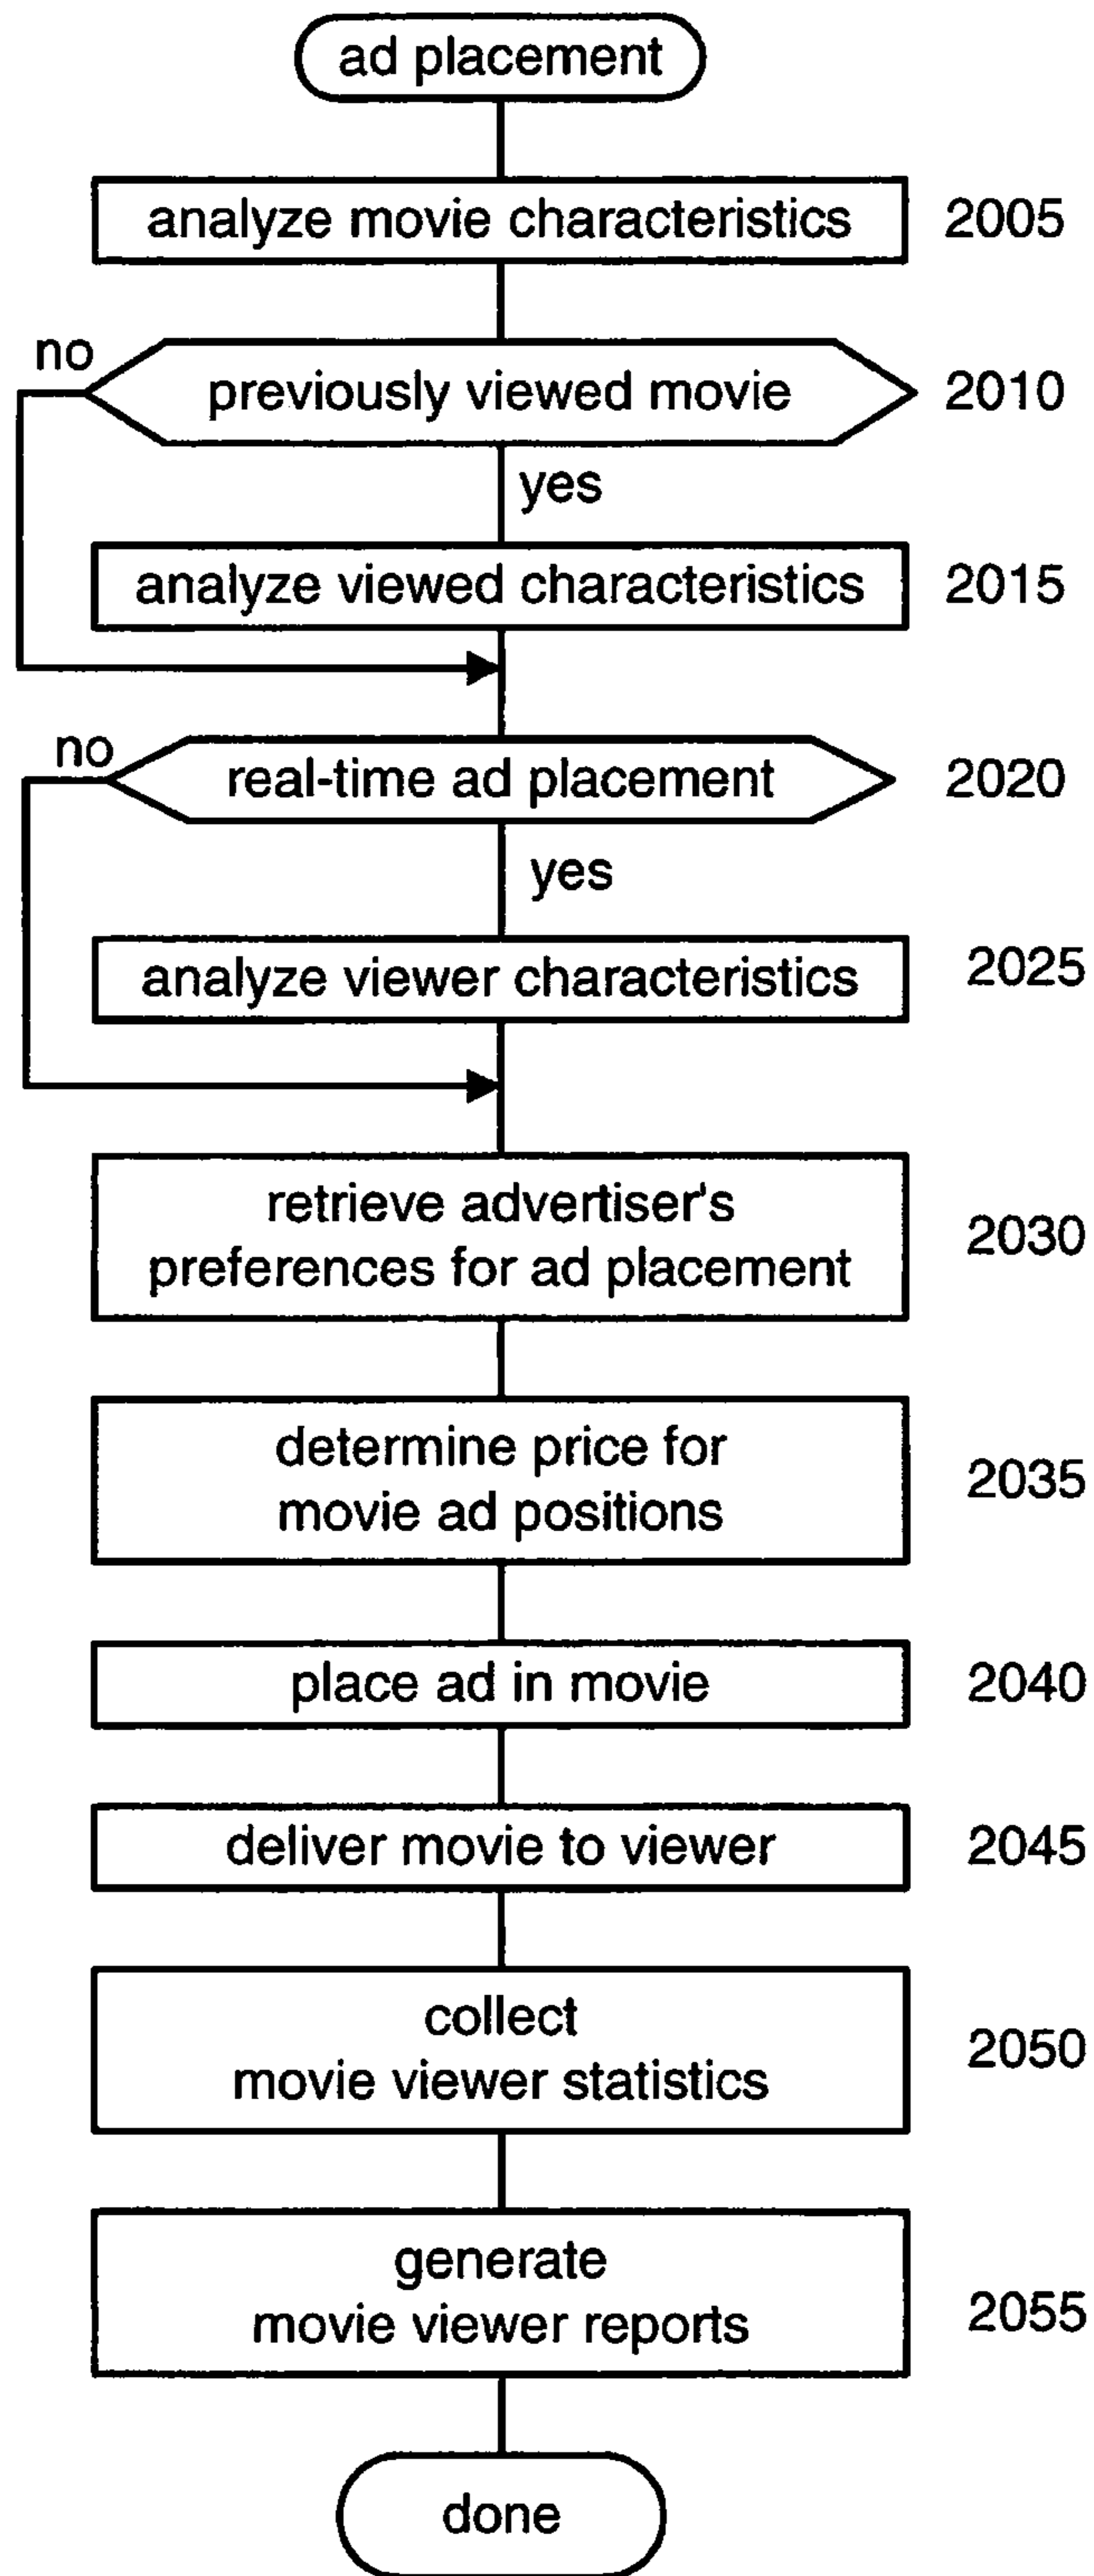 ad placement
analyze movie characteristics 2005
no
previously viewed movie 2010
yes
analyze viewed characteristics 2015
no
real-time ad placement 2020
yes
analyze viewer characteristics 2025
retrieve advertiser's
preferences for ad placement
2030
determine price for
movie ad positions
2035
place ad in movie 2040
deliver movie to viewer 2045
collect
movie viewer statistics
2050
generate
movie viewer reports
2055
done